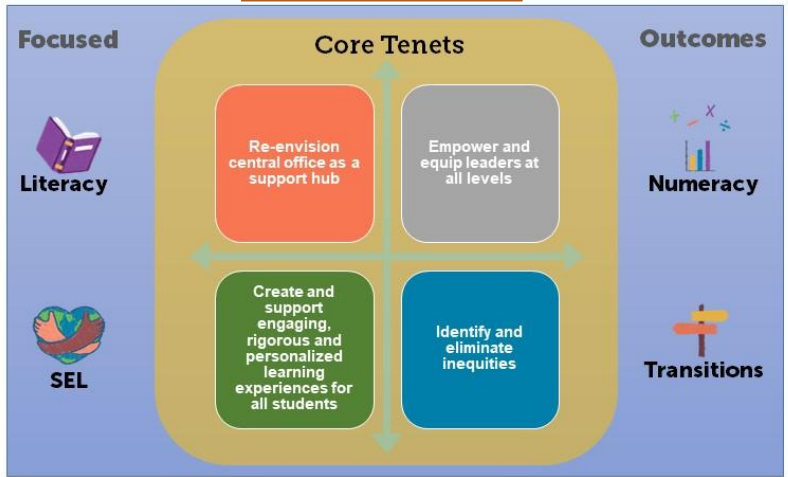 Focused
Core Tenets
Outcomes
Literacy
Re-envision
central office as a
support hub
Empower and
equip leaders at
all levels
Numeracy
SEL
Create and
support
engaging,
rigorous and
personalized
learning
experiences for
all students
Identify and
eliminate
inequities
Transitions